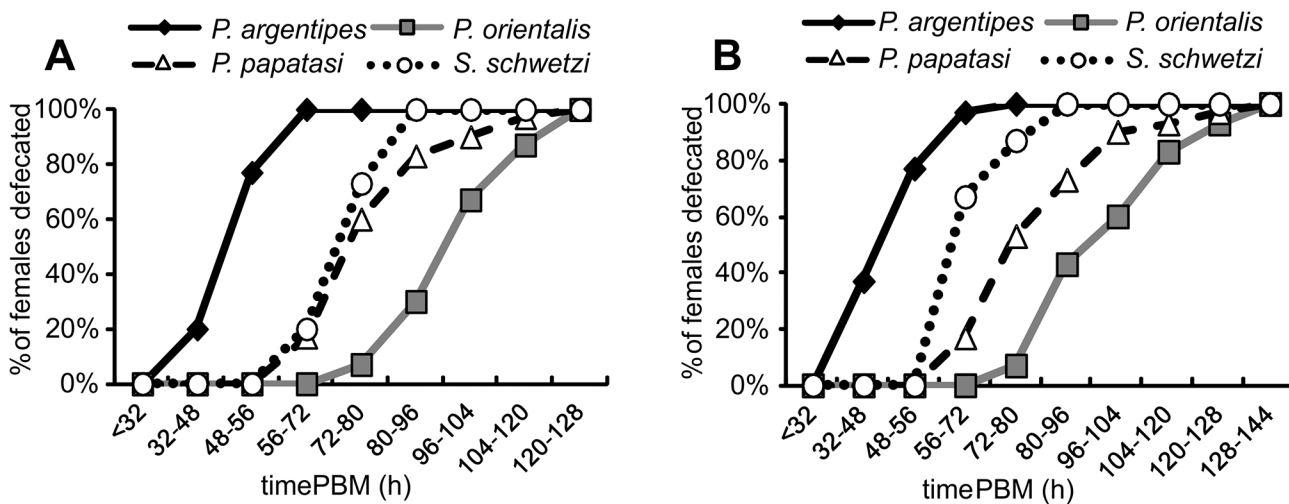 A
P. argentipes P. orientalis
P. papatasi S. schwetzi
% of females defecated
100%
80%
60%
40%
20%
0%
<32 32-48 48-56 56-72 72-80 80-96 96-104 104-120 120-128
timePBM (h)
B
P. argentipes P. orientalis
P. papatasi S. schwetzi
% of females defecated
100%
80%
60%
40%
20%
0%
<32 32-48 48-56 56-72 72-80 80-96 96-104 104-120 120-128 128-144
timePBM (h)